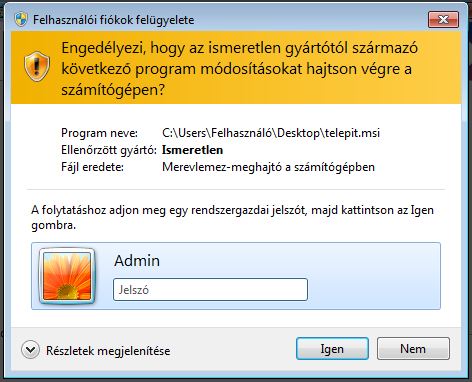 Felhasználói fiókok felügyelete
Engedélyezi, hogy az ismeretlen gyártótól származó
következő program módosításokat hajtson végre a
számítógépen?
Program neve: C:\Users\Felhasználó\Desktop\telepit.msi
Ellenőrzött gyártó: Ismeretlen
Fájl eredete: Merevlemez-meghajtó a számítógépben
A folytatáshoz adjon meg egy rendszergazdai jelszót, majd kattintson az Igen
gombra.
Admin
Jelszó
Részletek megjelenítése Igen Nem